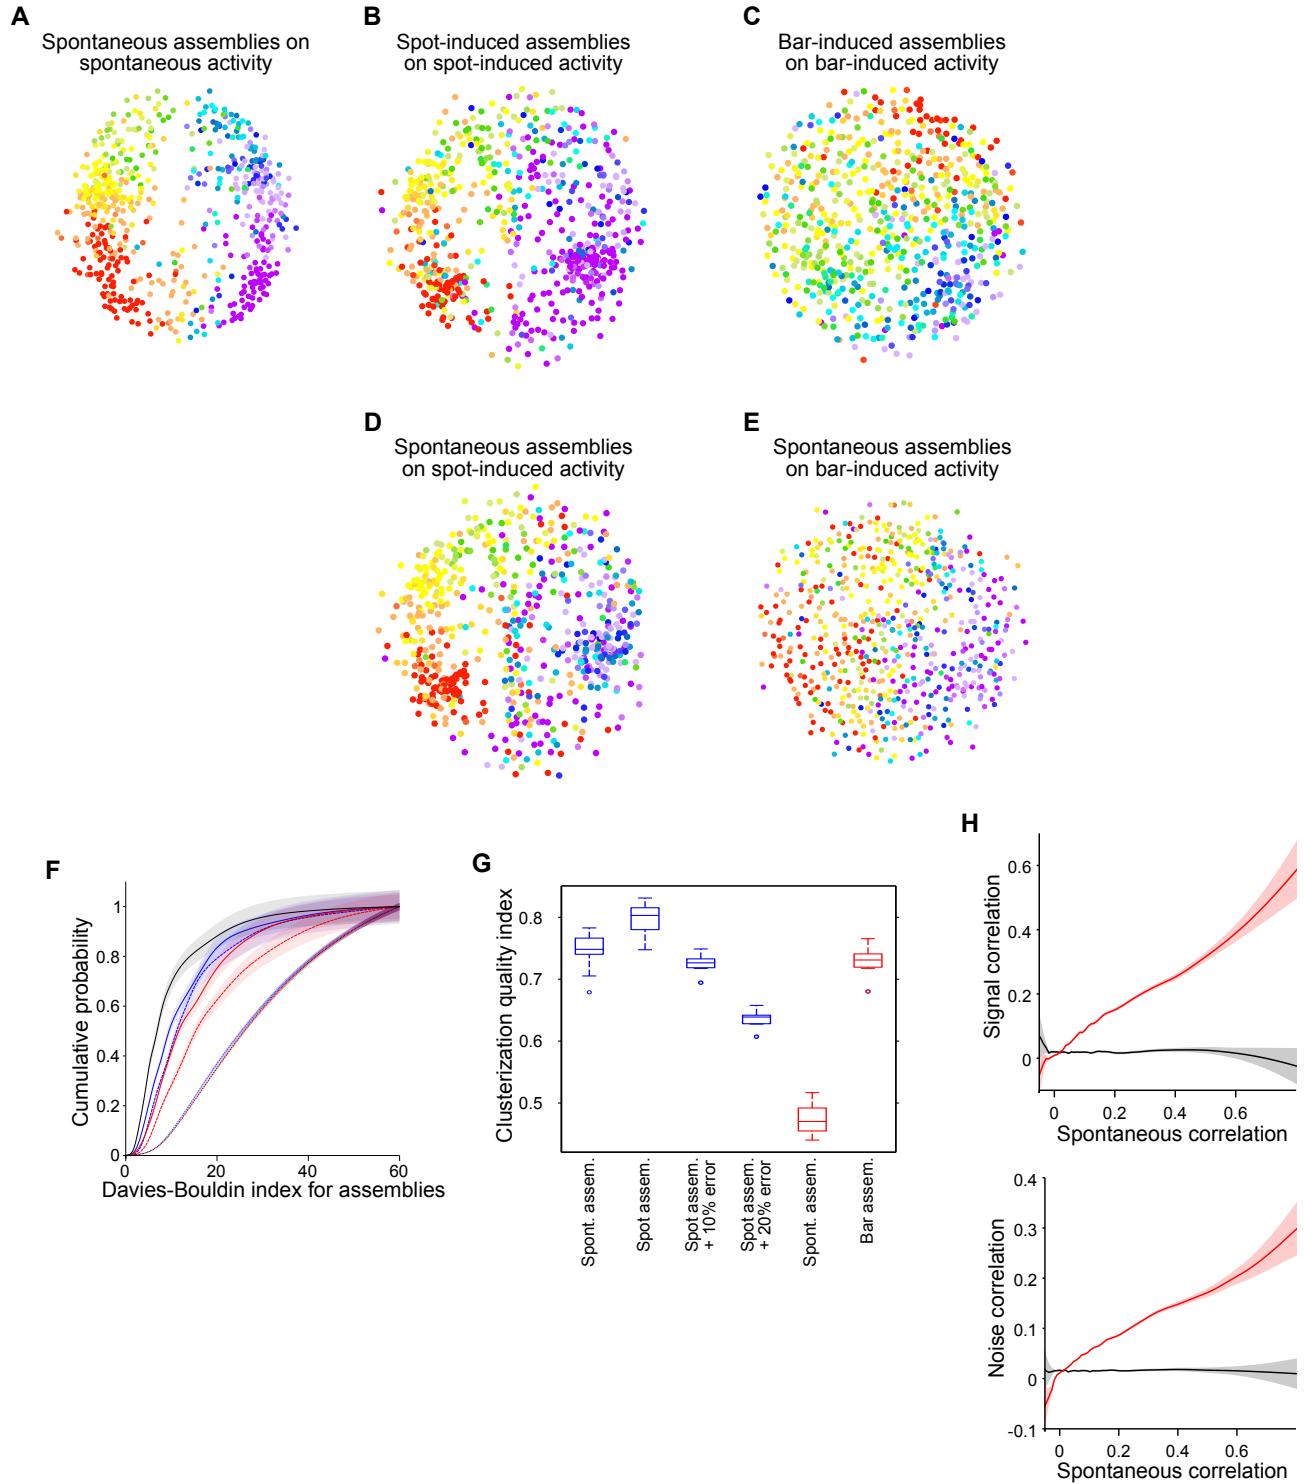 A
Spontaneous assemblies on
spontaneous activity
B
Spot-induced assemblies
on spot-induced activity
C
Bar-induced assemblies
on bar-induced activity
D
Spontaneous assemblies
on spot-induced activity
E
Spontaneous assemblies
on bar-induced activity
F
Cumulative probability
1
0.8
0.6
0.4
0.2
0
0
20
40
60
Davies-Bouldin index for assemblies
G
Clusterization quality index
0.8
0.7
0.6
0.5
Spont. assem.
Spot assem.
Spot assem.
+ 10% error
Spot assem.
+ 20% error
Spont. assem.
Bar assem.
H
Signal correlation
0.6
0.4
0.2
0
0
0.2
0.4
0.6
Spontaneous correlation
Noise correlation
0.4
0.3
0.2
0.1
0
-0.1
0
0.2
0.4
0.6
Spontaneous correlation